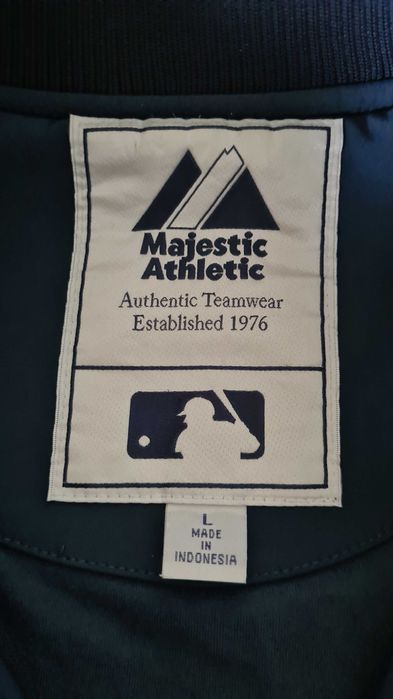 Majestic
Athletic
Authentic Teamwear
Established 1976
L
MADE
IN
INDONESIA